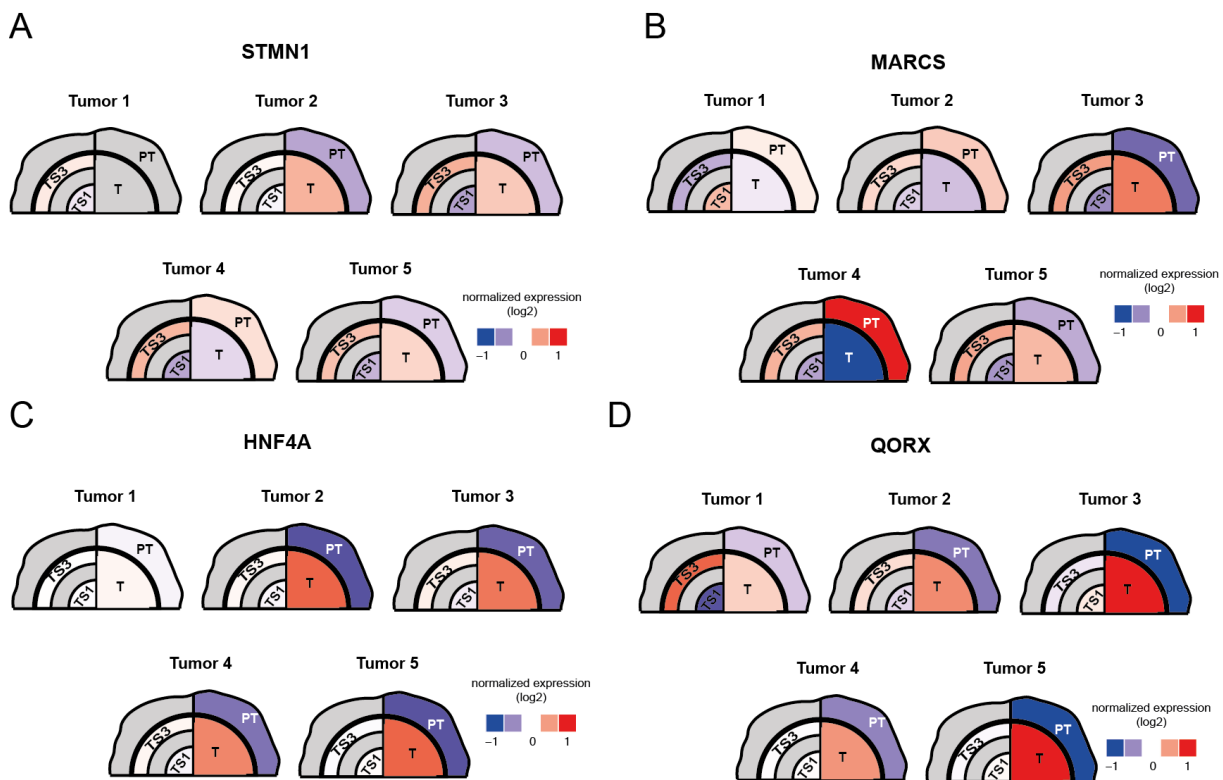 A
STMN1
Tumor 1
Tumor 2
Tumor 3
TS3
TS1
T
PT
TS3
TS1
T
PT
TS3
TS1
T
PT
Tumor 4
Tumor 5
TS3
TS1
T
PT
TS3
TS1
T
PT
normalized expression
(log2)
−1 0 1
B
MARCS
Tumor 1
Tumor 2
Tumor 3
TS3
TS1
T
PT
TS3
TS1
T
PT
TS3
TS1
T
PT
Tumor 4
Tumor 5
TS3
TS1
T
PT
TS3
TS1
T
PT
normalized expression
(log2)
−1 0 1
C
HNF4A
Tumor 1
Tumor 2
Tumor 3
TS3
TS1
T
PT
TS3
TS1
T
PT
TS3
TS1
T
PT
Tumor 4
Tumor 5
TS3
TS1
T
PT
TS3
TS1
T
PT
normalized expression
(log2)
−1 0 1
D
QORX
Tumor 1
Tumor 2
Tumor 3
TS3
TS1
T
PT
TS3
TS1
T
PT
TS3
TS1
T
PT
Tumor 4
Tumor 5
TS3
TS1
T
PT
TS3
TS1
T
PT
normalized expression
(log2)
−1 0 1